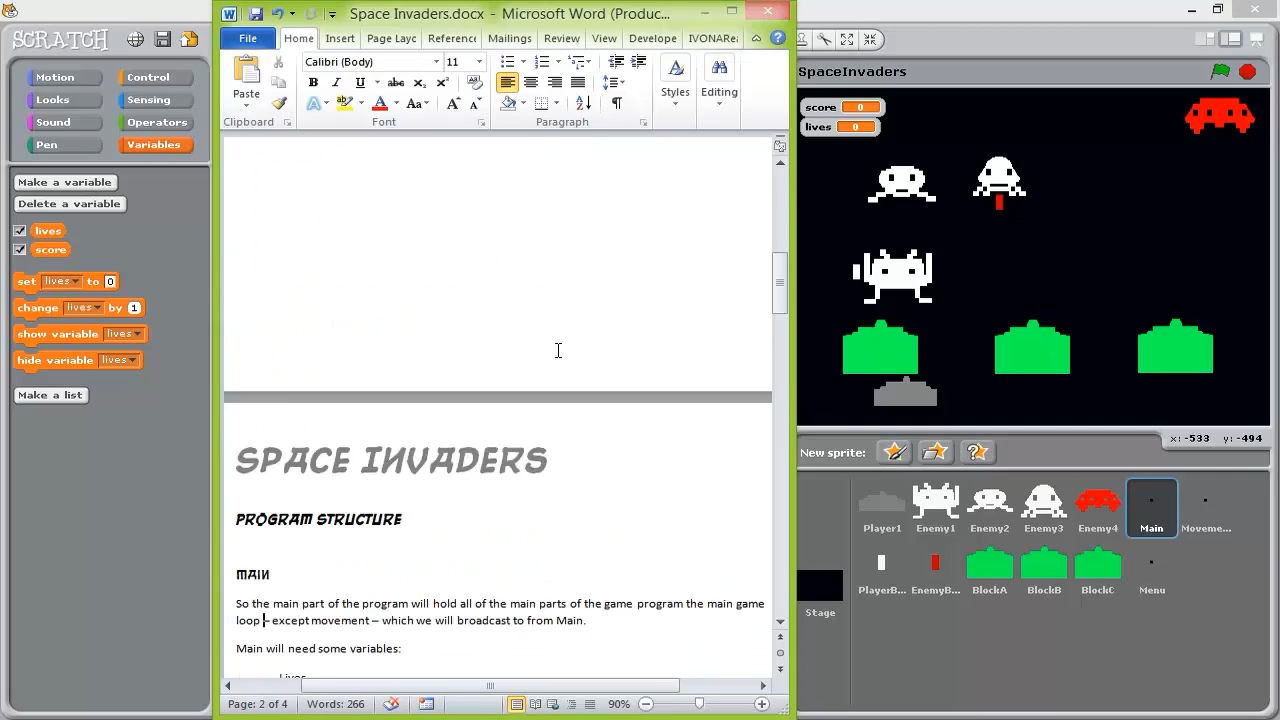 SCRATCH
Motion
Control
Looks
Sensing
Sound
Operators
Pen
Variables
Make a variable
Delete a variable
lives
score
set lives to 0
change lives by 1
show variable lives
hide variable lives
Make a list
Space Invaders.docx - Microsoft Word (Produc...
File Home Insert Page Layc Reference Mailings Review View Develope IVONARea
Calibri (Body) 11
Paste
Styles
Editing
Clipboard Font Paragraph
SPACE INVADERS
PROGRAM STRUCTURE
MAIN
So the main part of the program will hold all of the main parts of the game program the main game
loop – except movement – which we will broadcast to from Main.
Main will need some variables:
Lives
Page: 2 of 4 Words: 266 90%
SpaceInvaders
score 0
lives 0
x: -533 y: -494
New sprite:
Player1 Enemy1 Enemy2 Enemy3 Enemy4 Main Moveme...
PlayerB... EnemyB... BlockA BlockB BlockC Menu
Stage